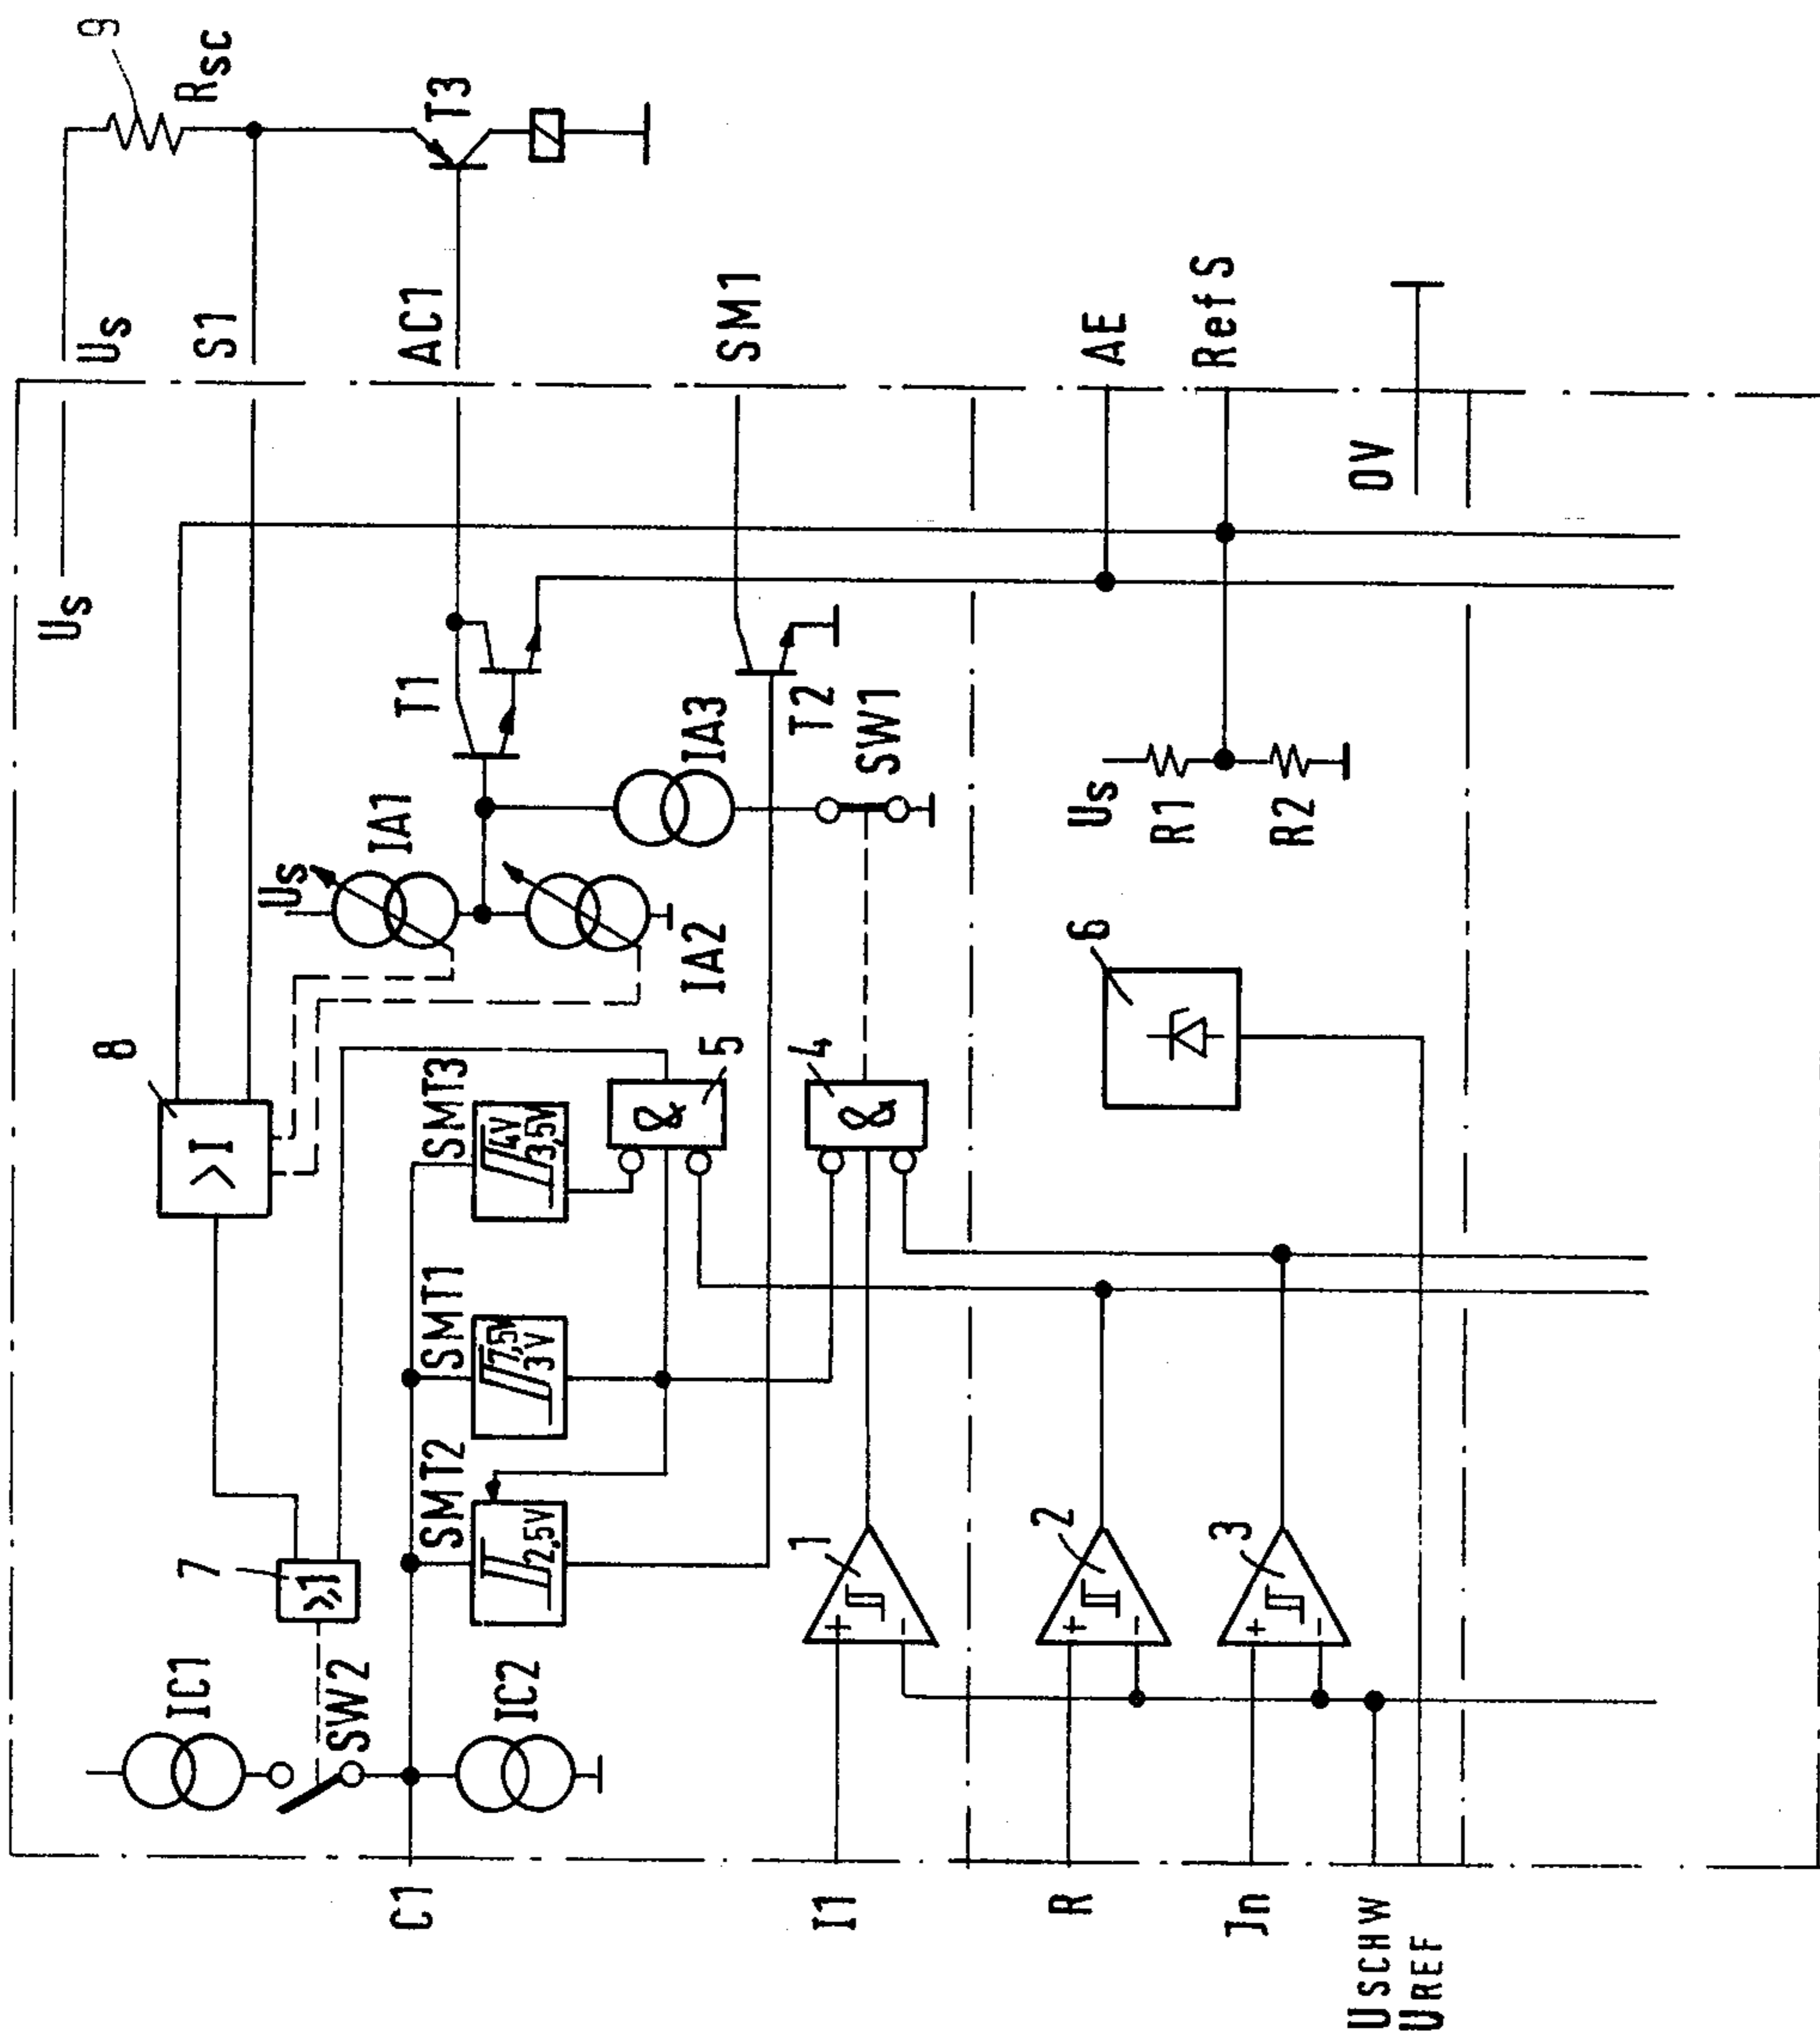 9
Rsc
Us
S1
T3
AC1
SM1
AE
Ref S
0V
Us
T1
T2
IA3
SW1
IA1
Us
IA2
Us
R1
R2
6
8
>I
SMT3
4V
3,5V
&
5
&
4
SMT1
7,5V
3V
SMT2
2,5V
7
≥1
1
+
-
2
+
-
3
+
-
IC1
SW2
IC2
C1
I1
R
Jn
USCHW
UREF